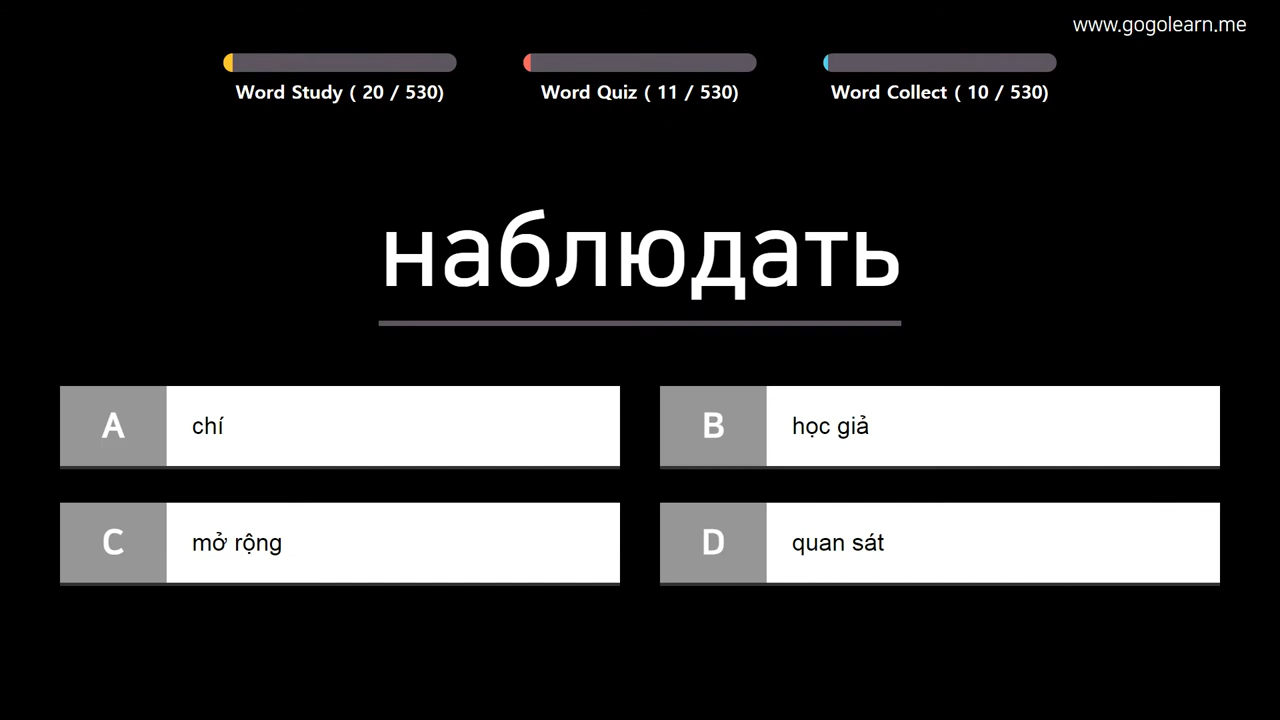 www.gogolearn.me
Word Study ( 20 / 530)
Word Quiz ( 11 / 530)
Word Collect ( 10 / 530)
наблюдать
A chí
B học giả
C mở rộng
D quan sát